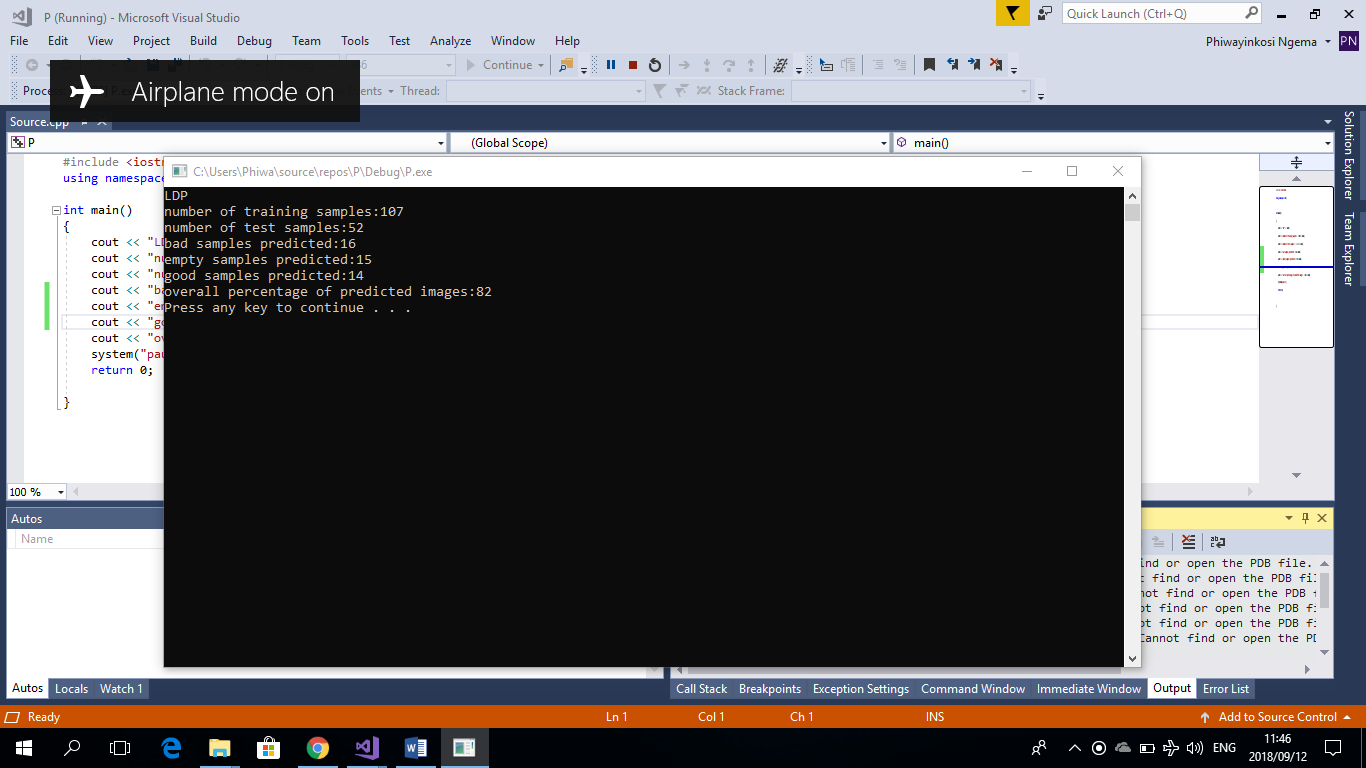 P (Running) - Microsoft Visual Studio
Quick Launch (Ctrl+Q)
File Edit View Project Build Debug Team Tools Test Analyze Window Help
Phiwayinkosi Ngema PN
Continue
Airplane mode on
Thread: Stack Frame:
Source.cpp
P (Global Scope) main()
Solution Explorer
Team Explorer
C:\Users\Phiwa\source\repos\P\Debug\P.exe
#include <iostr
using namespace
int main()
{
cout << "LD
cout << "nu
cout << "nu
cout << "ba
cout << "em
cout << "go
cout << "ov
system("pau
return 0;
}
LDP
number of training samples:107
number of test samples:52
bad samples predicted:16
empty samples predicted:15
good samples predicted:14
overall percentage of predicted images:82
Press any key to continue . . .
100 %
Autos
Name
ind or open the PDB file.
t find or open the PDB fil
not find or open the PDB f
ot find or open the PDB fi
ot find or open the PDB fi
Cannot find or open the PD
Autos Locals Watch 1
Call Stack Breakpoints Exception Settings Command Window Immediate Window Output Error List
Ready Ln 1 Col 1 Ch 1 INS Add to Source Control
ENG 11:46
2018/09/12